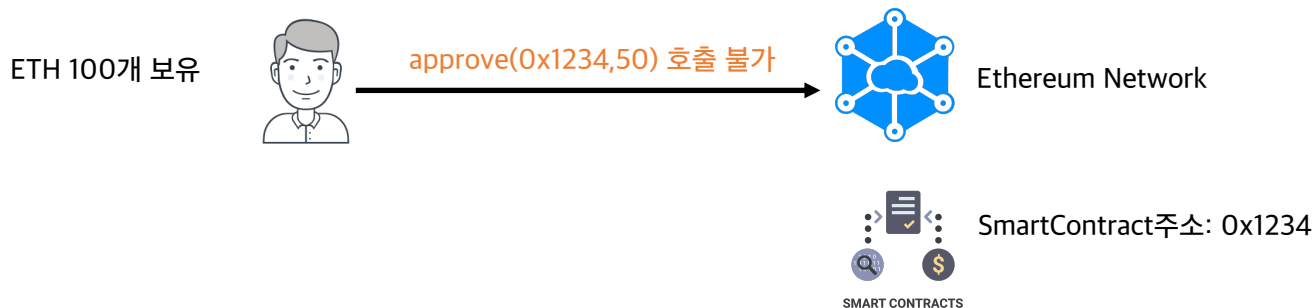 ETH 100개 보유
approve(0x1234,50) 호출 불가
Ethereum Network
SmartContract주소: 0x1234
SMART CONTRACTS